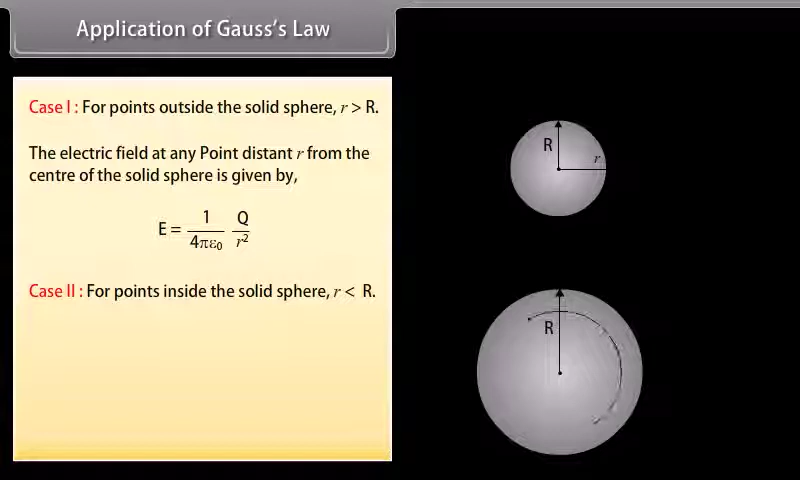 Application of Gauss's Law
Case I : For points outside the solid sphere, r > R.
The electric field at any Point distant r from the
centre of the solid sphere is given by,
E = 1/4πε₀ Q/r²
Case II : For points inside the solid sphere, r < R.
R
r
R